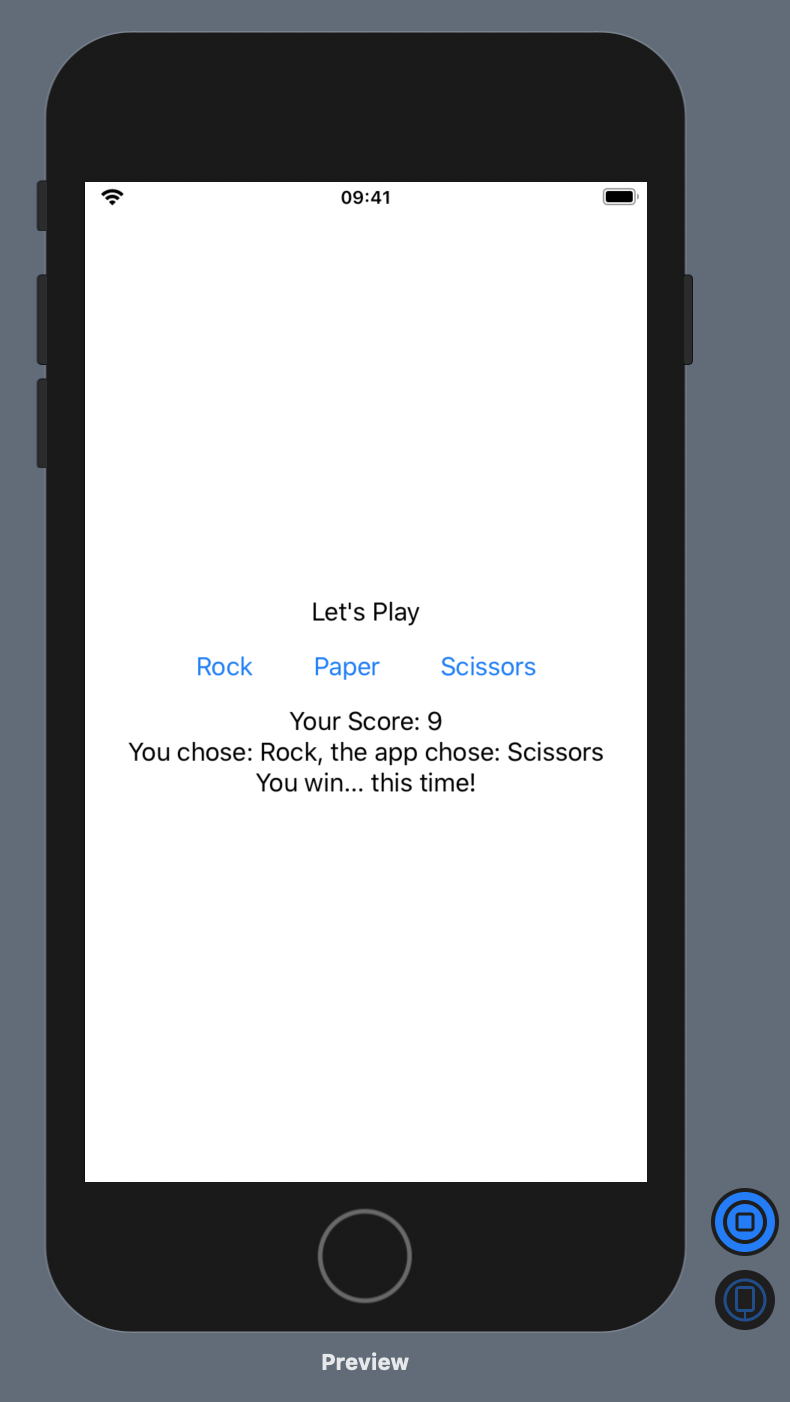 09:41
Let's Play
Rock Paper Scissors
Your Score: 9
You chose: Rock, the app chose: Scissors
You win... this time!
Preview